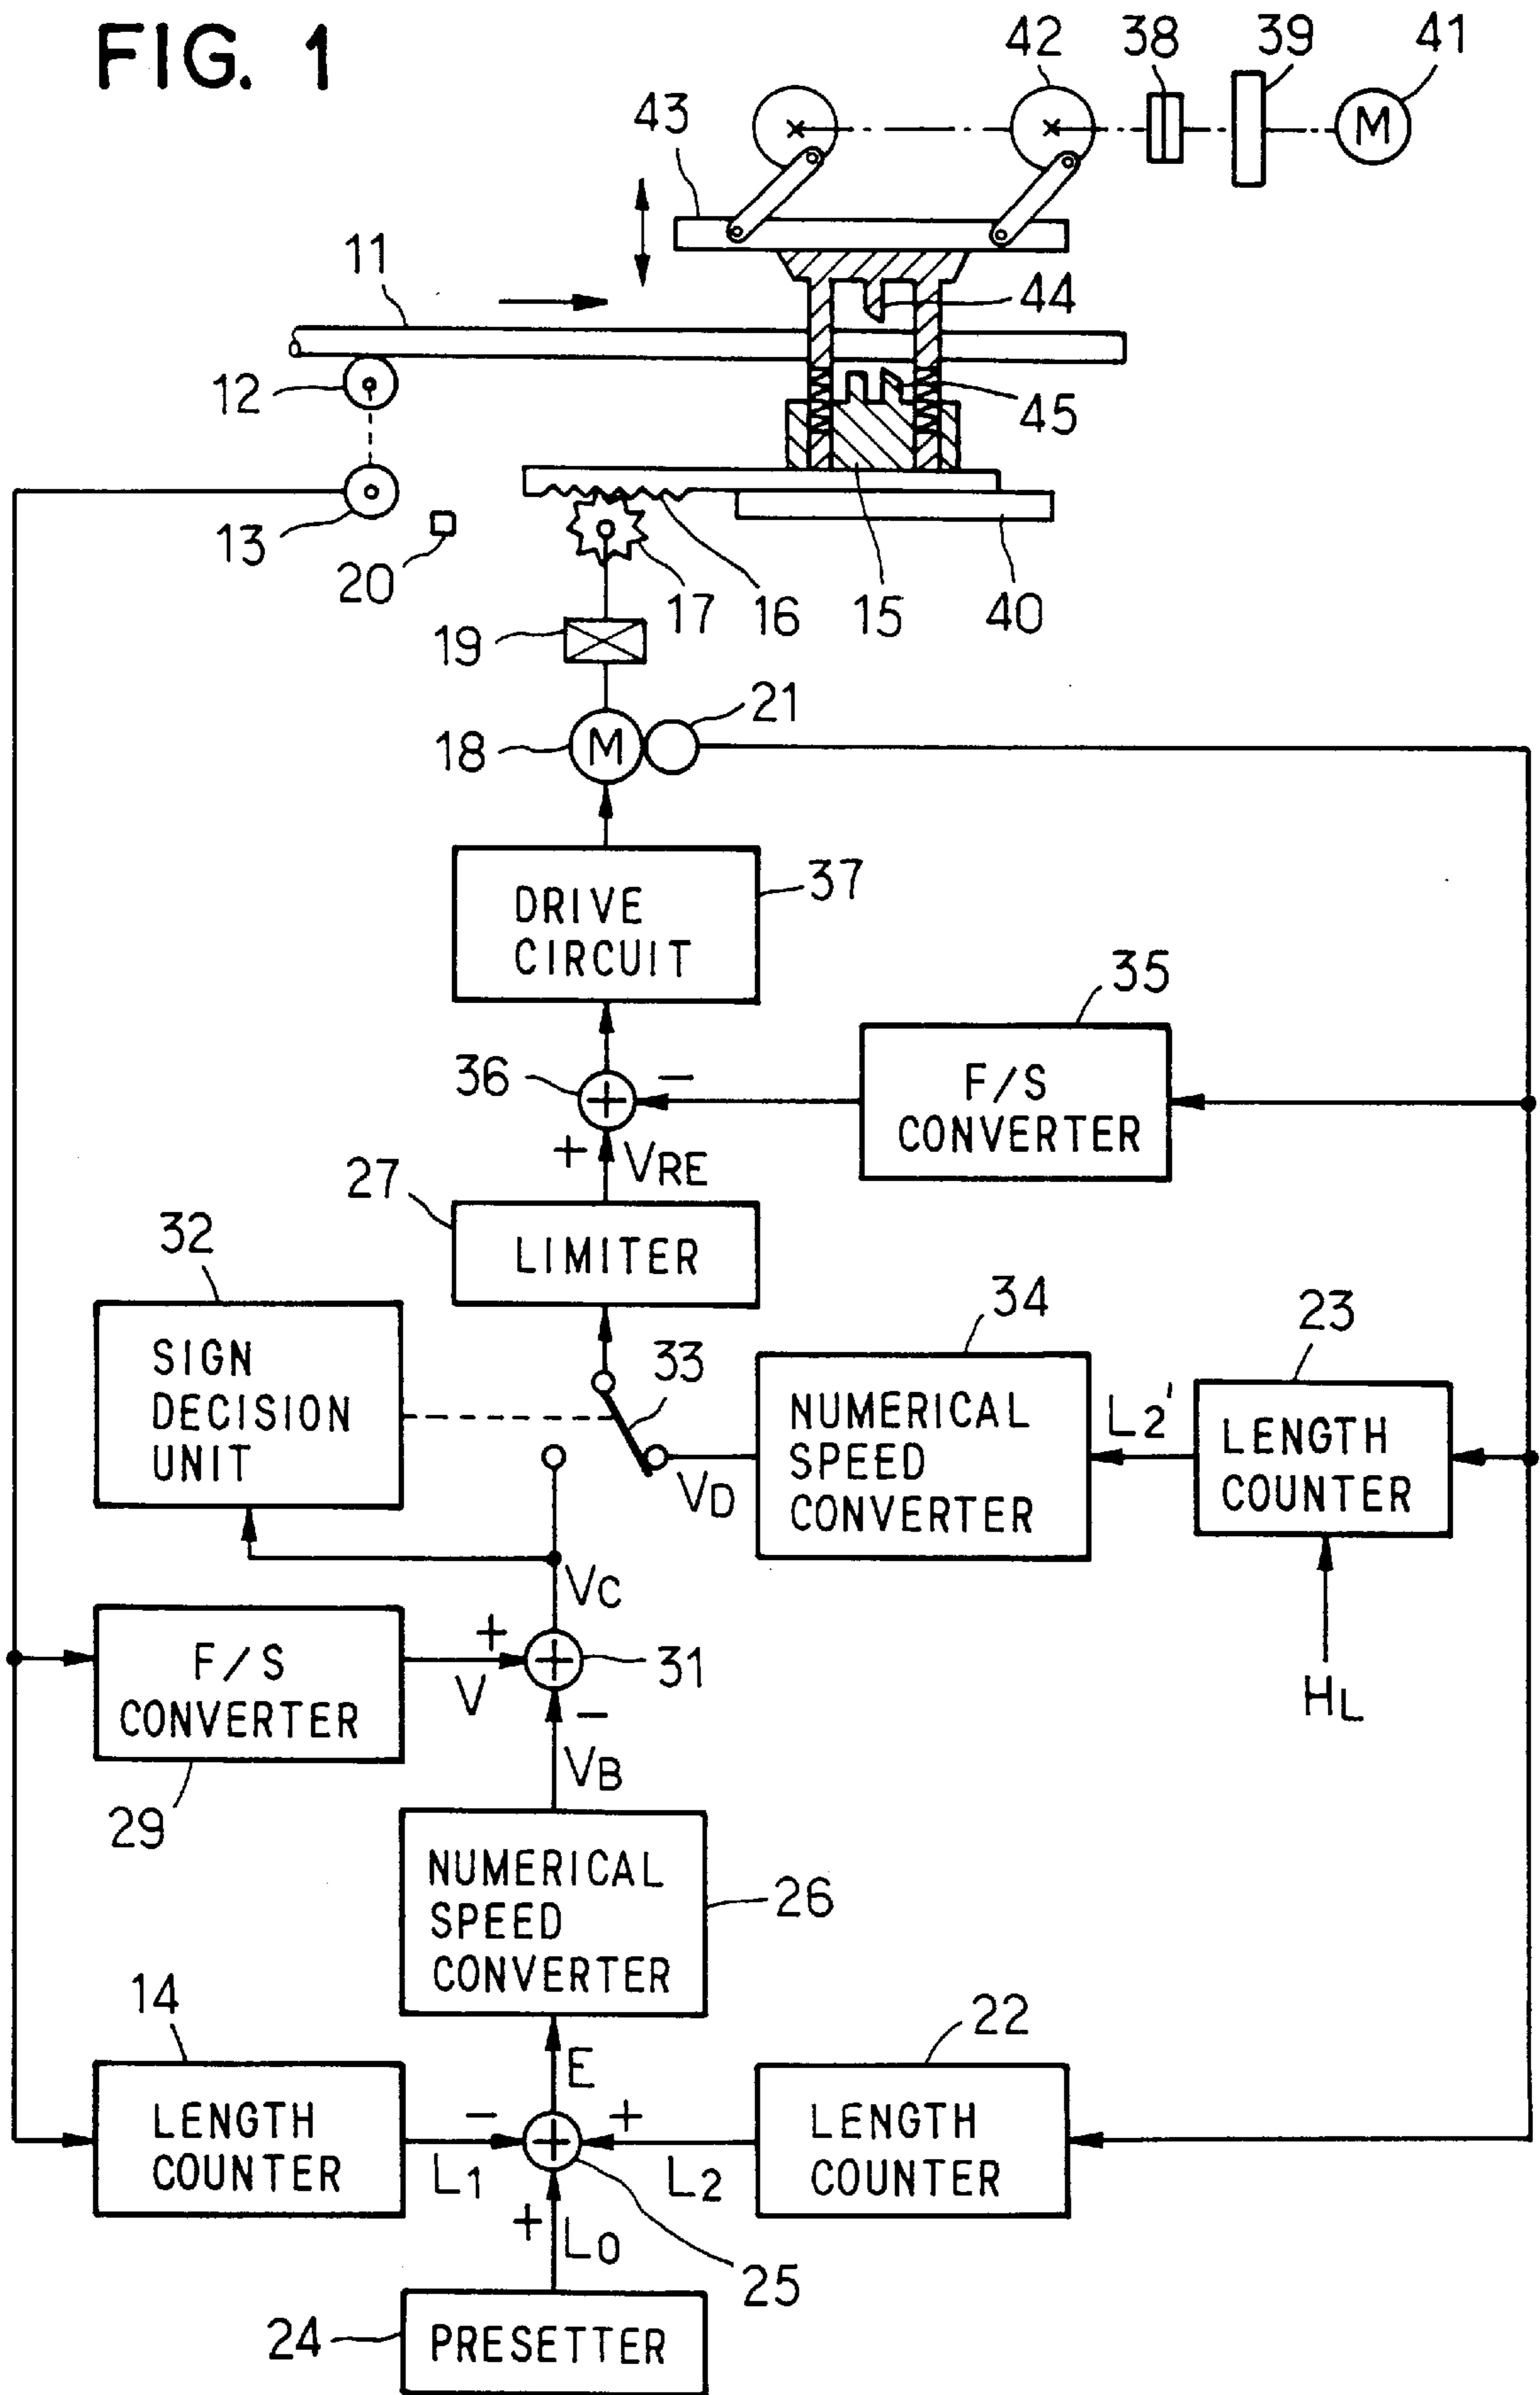 FIG. 1
42 38 39 41
M
43
11
44
12
45
13
20
17 16 15 40
19
21
18 M
DRIVE
CIRCUIT
37
35
36 + −
F/S
CONVERTER
+ VRE
27
LIMITER
32
34
23
SIGN
DECISION
UNIT
33
NUMERICAL
SPEED
CONVERTER
L2'
LENGTH
COUNTER
VD
VC
F/S
CONVERTER
+
V
+ 31
−
HL
VB
29
NUMERICAL
SPEED
CONVERTER
26
14
22
E
LENGTH
COUNTER
−
L1
+
+
L2
LENGTH
COUNTER
+ L0
25
24 PRESETTER